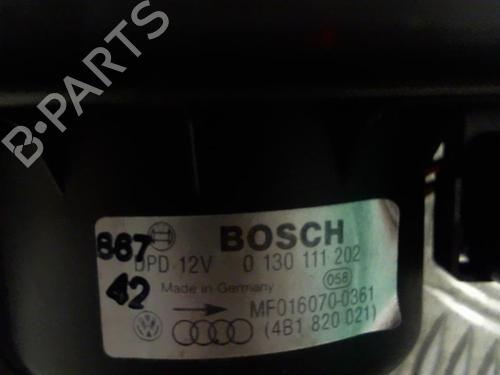 B-PARTS
BOSCH
867
DPD 12V 0 130 111 202
42
Made in Germany
058
MF016070-0361
(4B1 820 021)